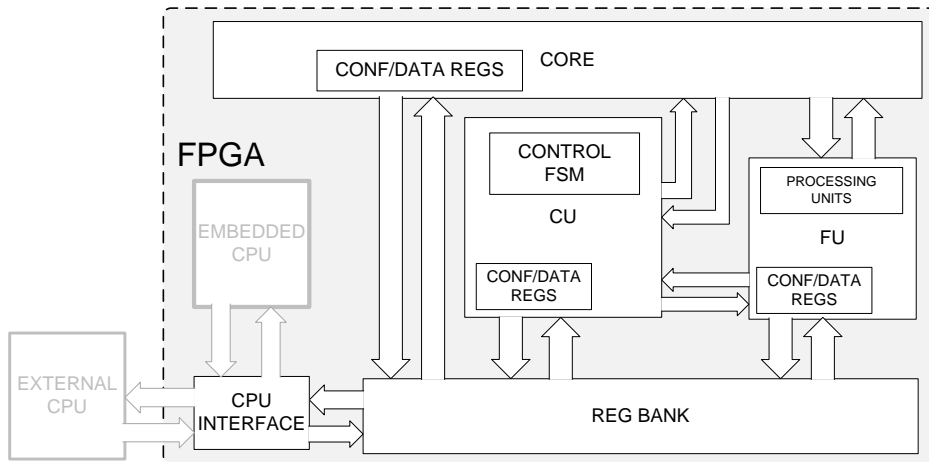 CORE
CONF/DATA REGS
FPGA
CONTROL
FSM
CU
PROCESSING
UNITS
FU
EMBEDDED
CPU
CONF/DATA
REGS
CONF/DATA
REGS
EXTERNAL
CPU
CPU
INTERFACE
REG BANK